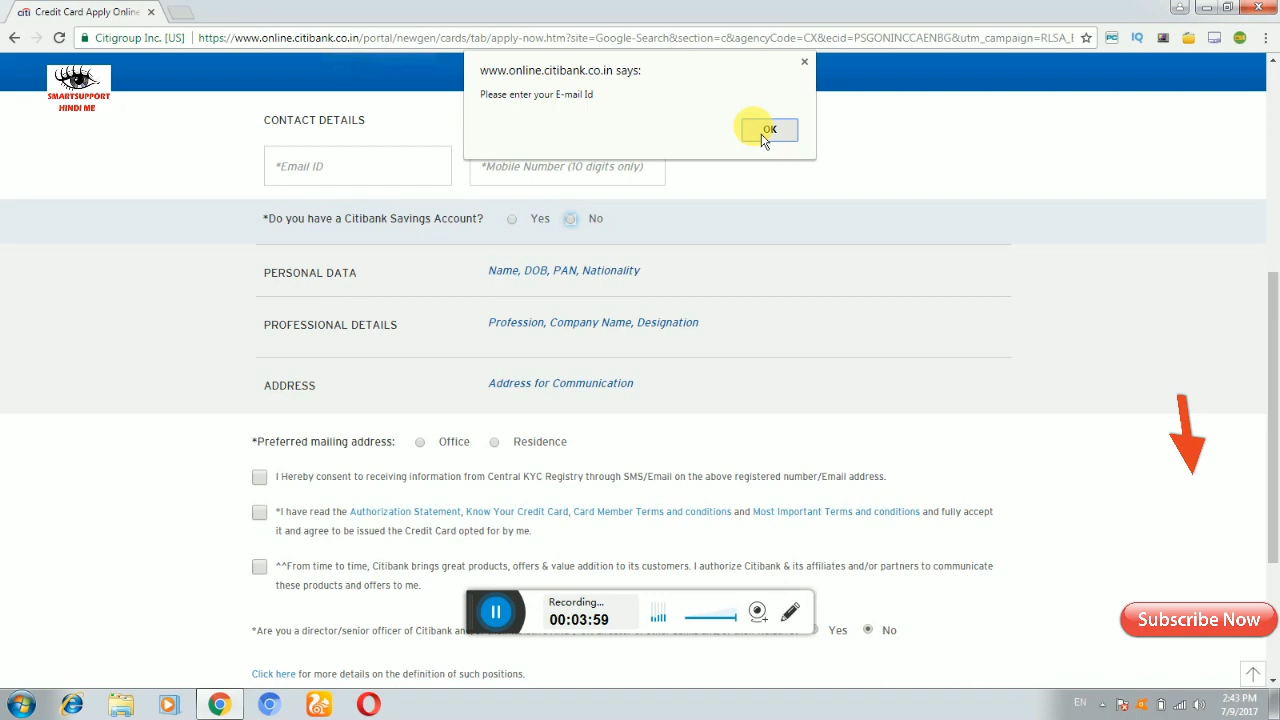 citi Credit Card Apply Online
Citigroup Inc. [US] https://www.online.citibank.co.in/portal/newgen/cards/tab/apply-now.htm?site=Google-Search&section=c&agencyCode=CX&ecid=PSGONINCCAENBG&utm_campaign=RLSA_E
PC
IQ
SMARTSUPPORT
HINDI ME
www.online.citibank.co.in says:
Please enter your E-mail Id
OK
CONTACT DETAILS
*Email ID
*Mobile Number (10 digits only)
*Do you have a Citibank Savings Account? Yes No
PERSONAL DATA Name, DOB, PAN, Nationality
PROFESSIONAL DETAILS Profession, Company Name, Designation
ADDRESS Address for Communication
*Preferred mailing address: Office Residence
I Hereby consent to receiving information from Central KYC Registry through SMS/Email on the above registered number/Email address.
*I have read the Authorization Statement, Know Your Credit Card, Card Member Terms and conditions and Most Important Terms and conditions and fully accept
it and agree to be issued the Credit Card opted for by me.
^^From time to time, Citibank brings great products, offers & value addition to its customers. I authorize Citibank & its affiliates and/or partners to communicate
these products and offers to me.
Recording...
00:03:59
Subscribe Now
*Are you a director/senior officer of Citibank Yes No
Click here for more details on the definition of such positions.
EN
2:43 PM
7/9/2017